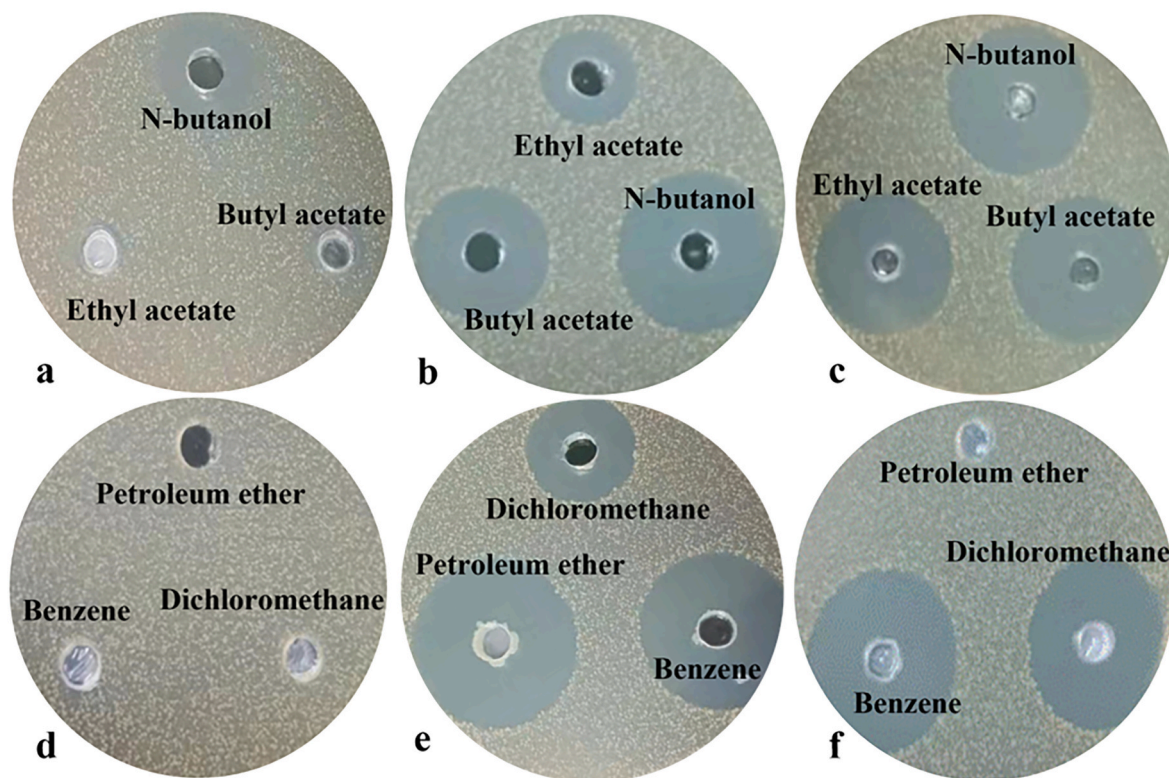 N-butanol
Butyl acetate
Ethyl acetate
a
Ethyl acetate
N-butanol
Butyl acetate
b
N-butanol
Ethyl acetate
Butyl acetate
c
Petroleum ether
Benzene
Dichloromethane
d
Dichloromethane
Petroleum ether
Benzene
e
Petroleum ether
Dichloromethane
Benzene
f